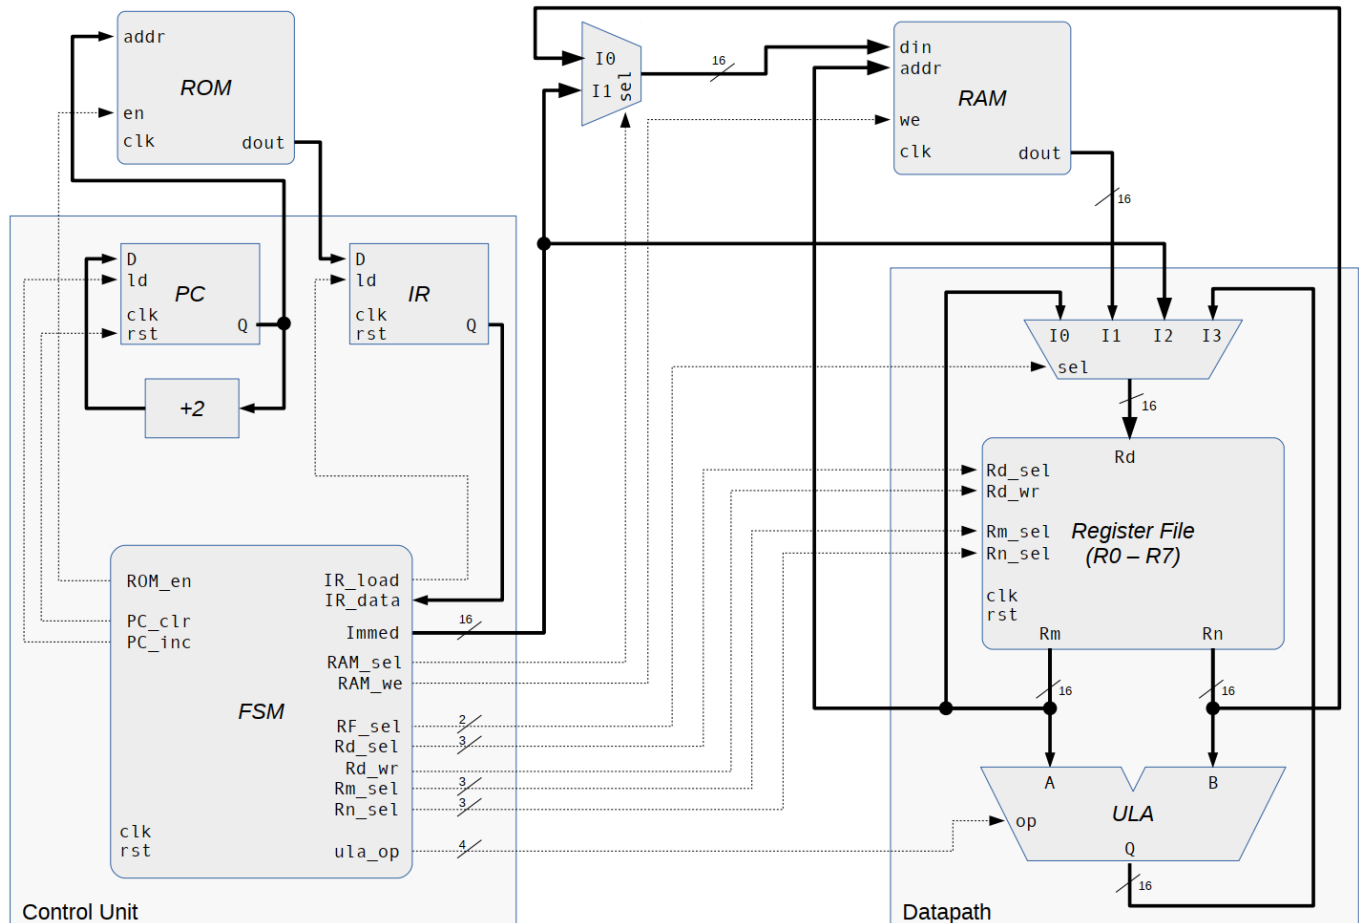 addr
ROM
en
clk
dout
I0
I1
sel
16
din
addr
RAM
we
clk
dout
16
D
ld
PC
clk
rst
Q
D
ld
IR
clk
rst
Q
+2
I0
I1
I2
I3
sel
16
Rd
Rd_sel
Rd_wr
Rm_sel
Rn_sel
Register File
(R0 – R7)
clk
rst
Rm
Rn
16
16
ROM_en
PC_clr
PC_inc
FSM
clk
rst
IR_load
IR_data
Immed
16
RAM_sel
RAM_we
RF_sel
2
Rd_sel
3
Rd_wr
Rm_sel
3
Rn_sel
3
ula_op
4
A
B
ULA
op
Q
16
Control Unit
Datapath